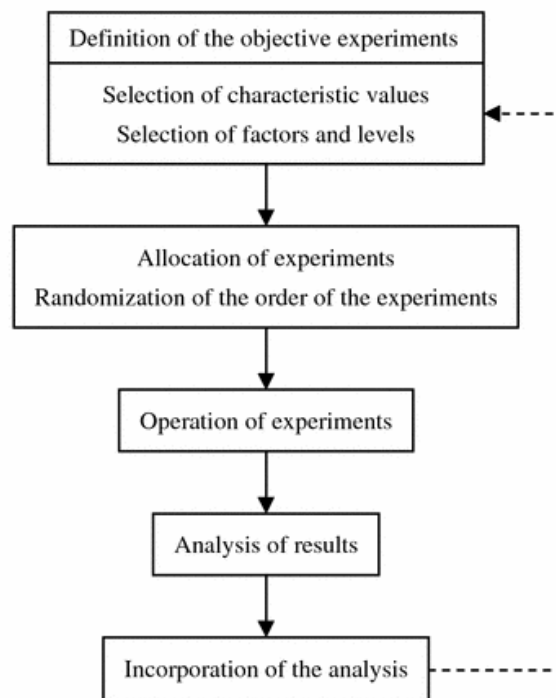 Definition of the objective experiments
Selection of characteristic values
Selection of factors and levels
Allocation of experiments
Randomization of the order of the experiments
Operation of experiments
Analysis of results
Incorporation of the analysis